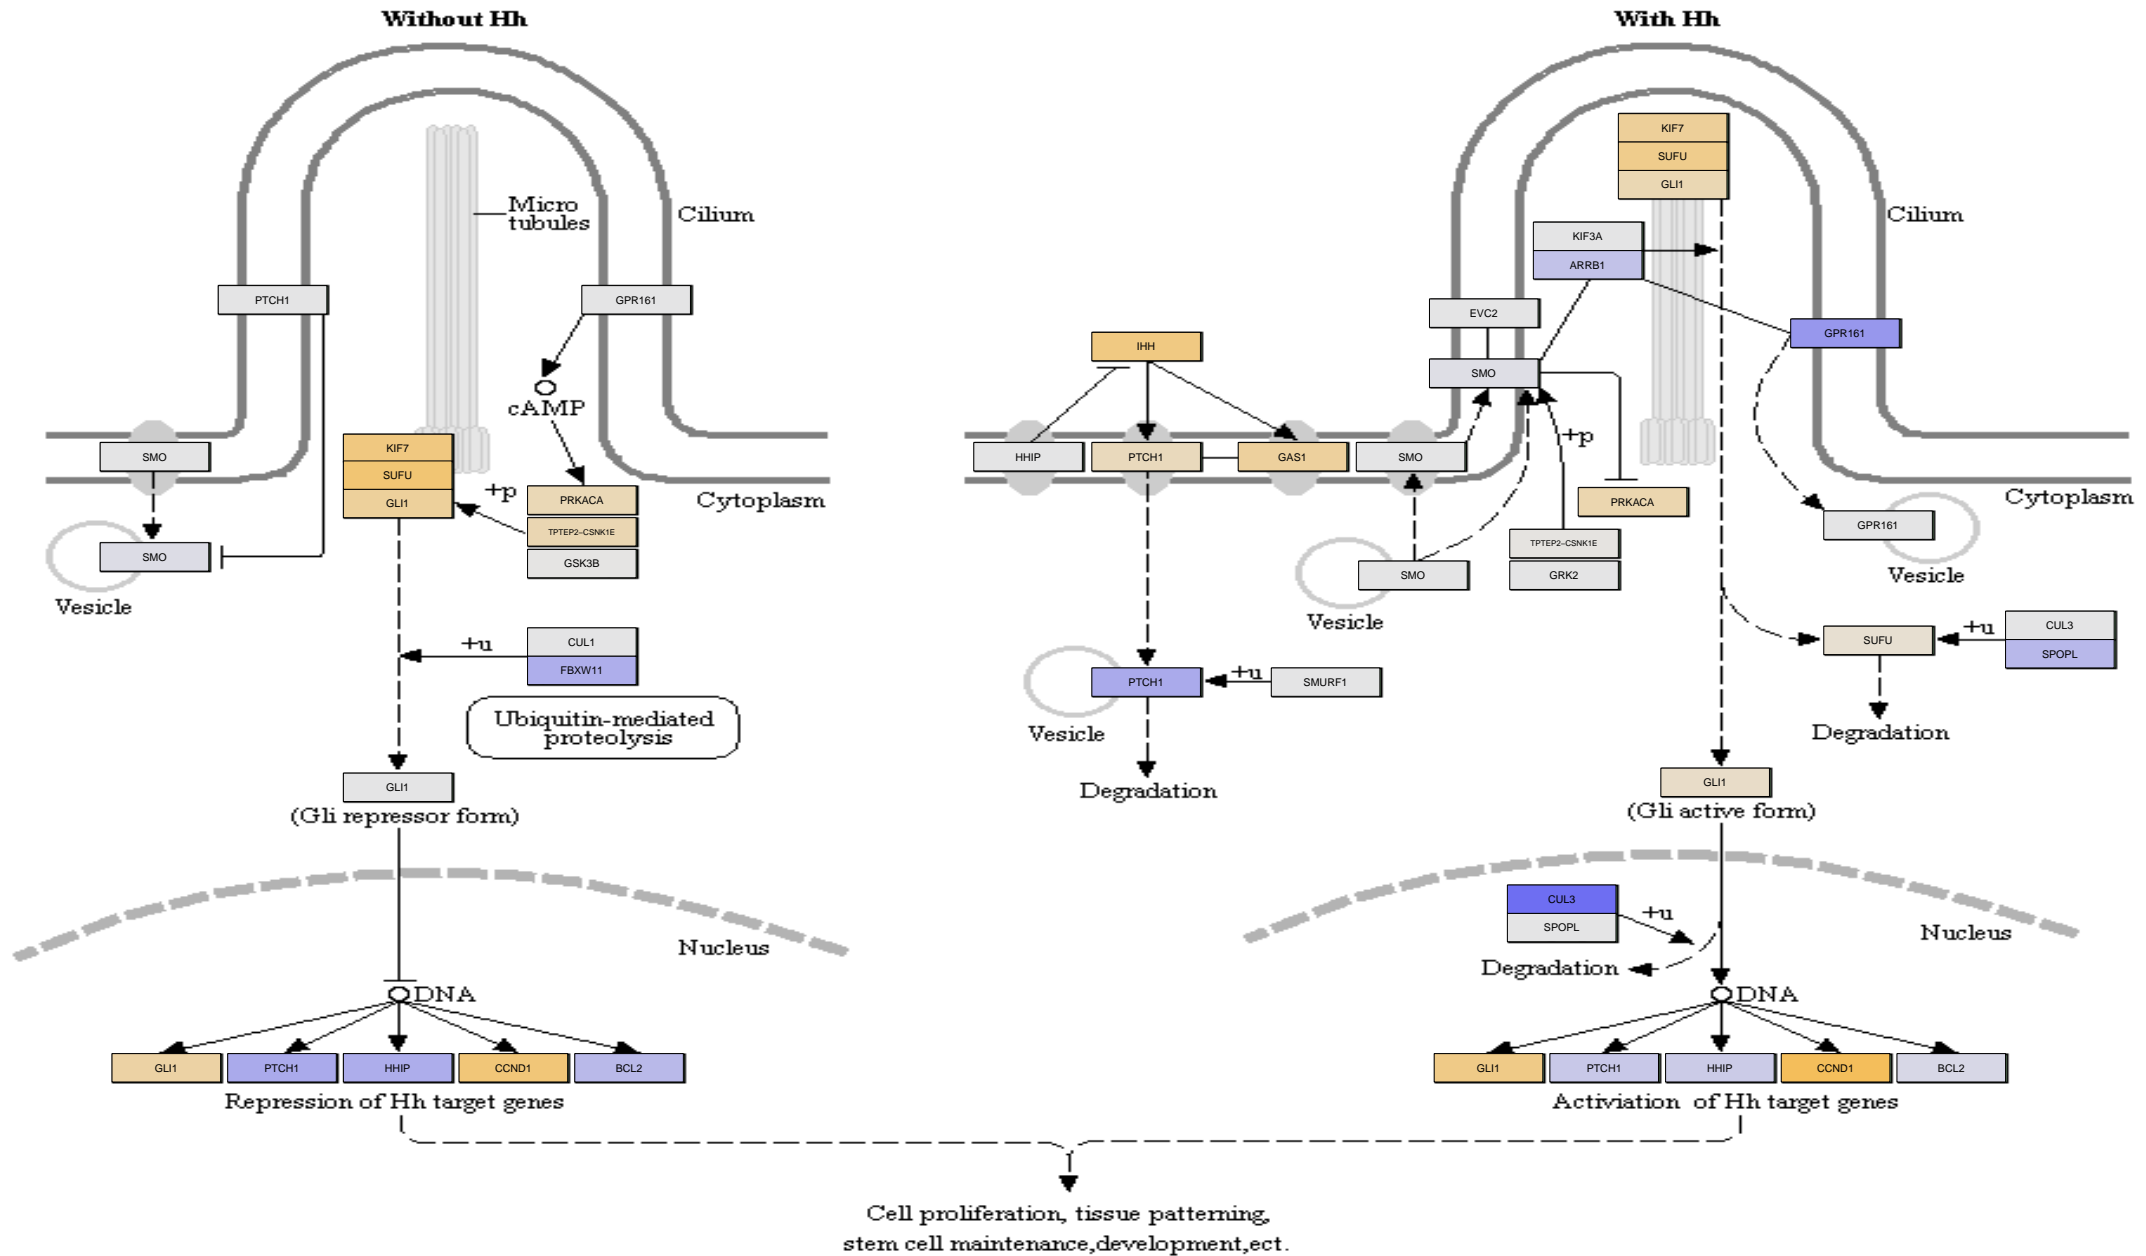 Without Hh
Micro
tubules
Cilium
PTCH1
GPR161
cAMP
SMO
KIF7
SUFU
GLI1
+p
PRKACA
TPTEP2−CSNK1E
GSK3B
Cytoplasm
SMO
Vesicle
CUL1
FBXW11
+u
Ubiquitin-mediated
proteolysis
GLI1
(Gli repressor form)
Nucleus
DNA
GLI1
PTCH1
HHIP
CCND1
BCL2
Repression of Hh target genes
With Hh
KIF7
SUFU
GLI1
Cilium
KIF3A
ARRB1
EVC2
GPR161
IHH
SMO
HHIP
PTCH1
GAS1
SMO
+p
PRKACA
Cytoplasm
GPR161
Vesicle
TPTEP2−CSNK1E
GRK2
SMO
Vesicle
SUFU
+u
CUL3
SPOPL
Degradation
PTCH1
+u
SMURF1
Vesicle
Degradation
GLI1
(Gli active form)
CUL3
SPOPL
+u
Degradation
Nucleus
DNA
GLI1
PTCH1
HHIP
CCND1
BCL2
Activiation of Hh target genes
Cell proliferation, tissue patterning,
stem cell maintenance,development,ect.